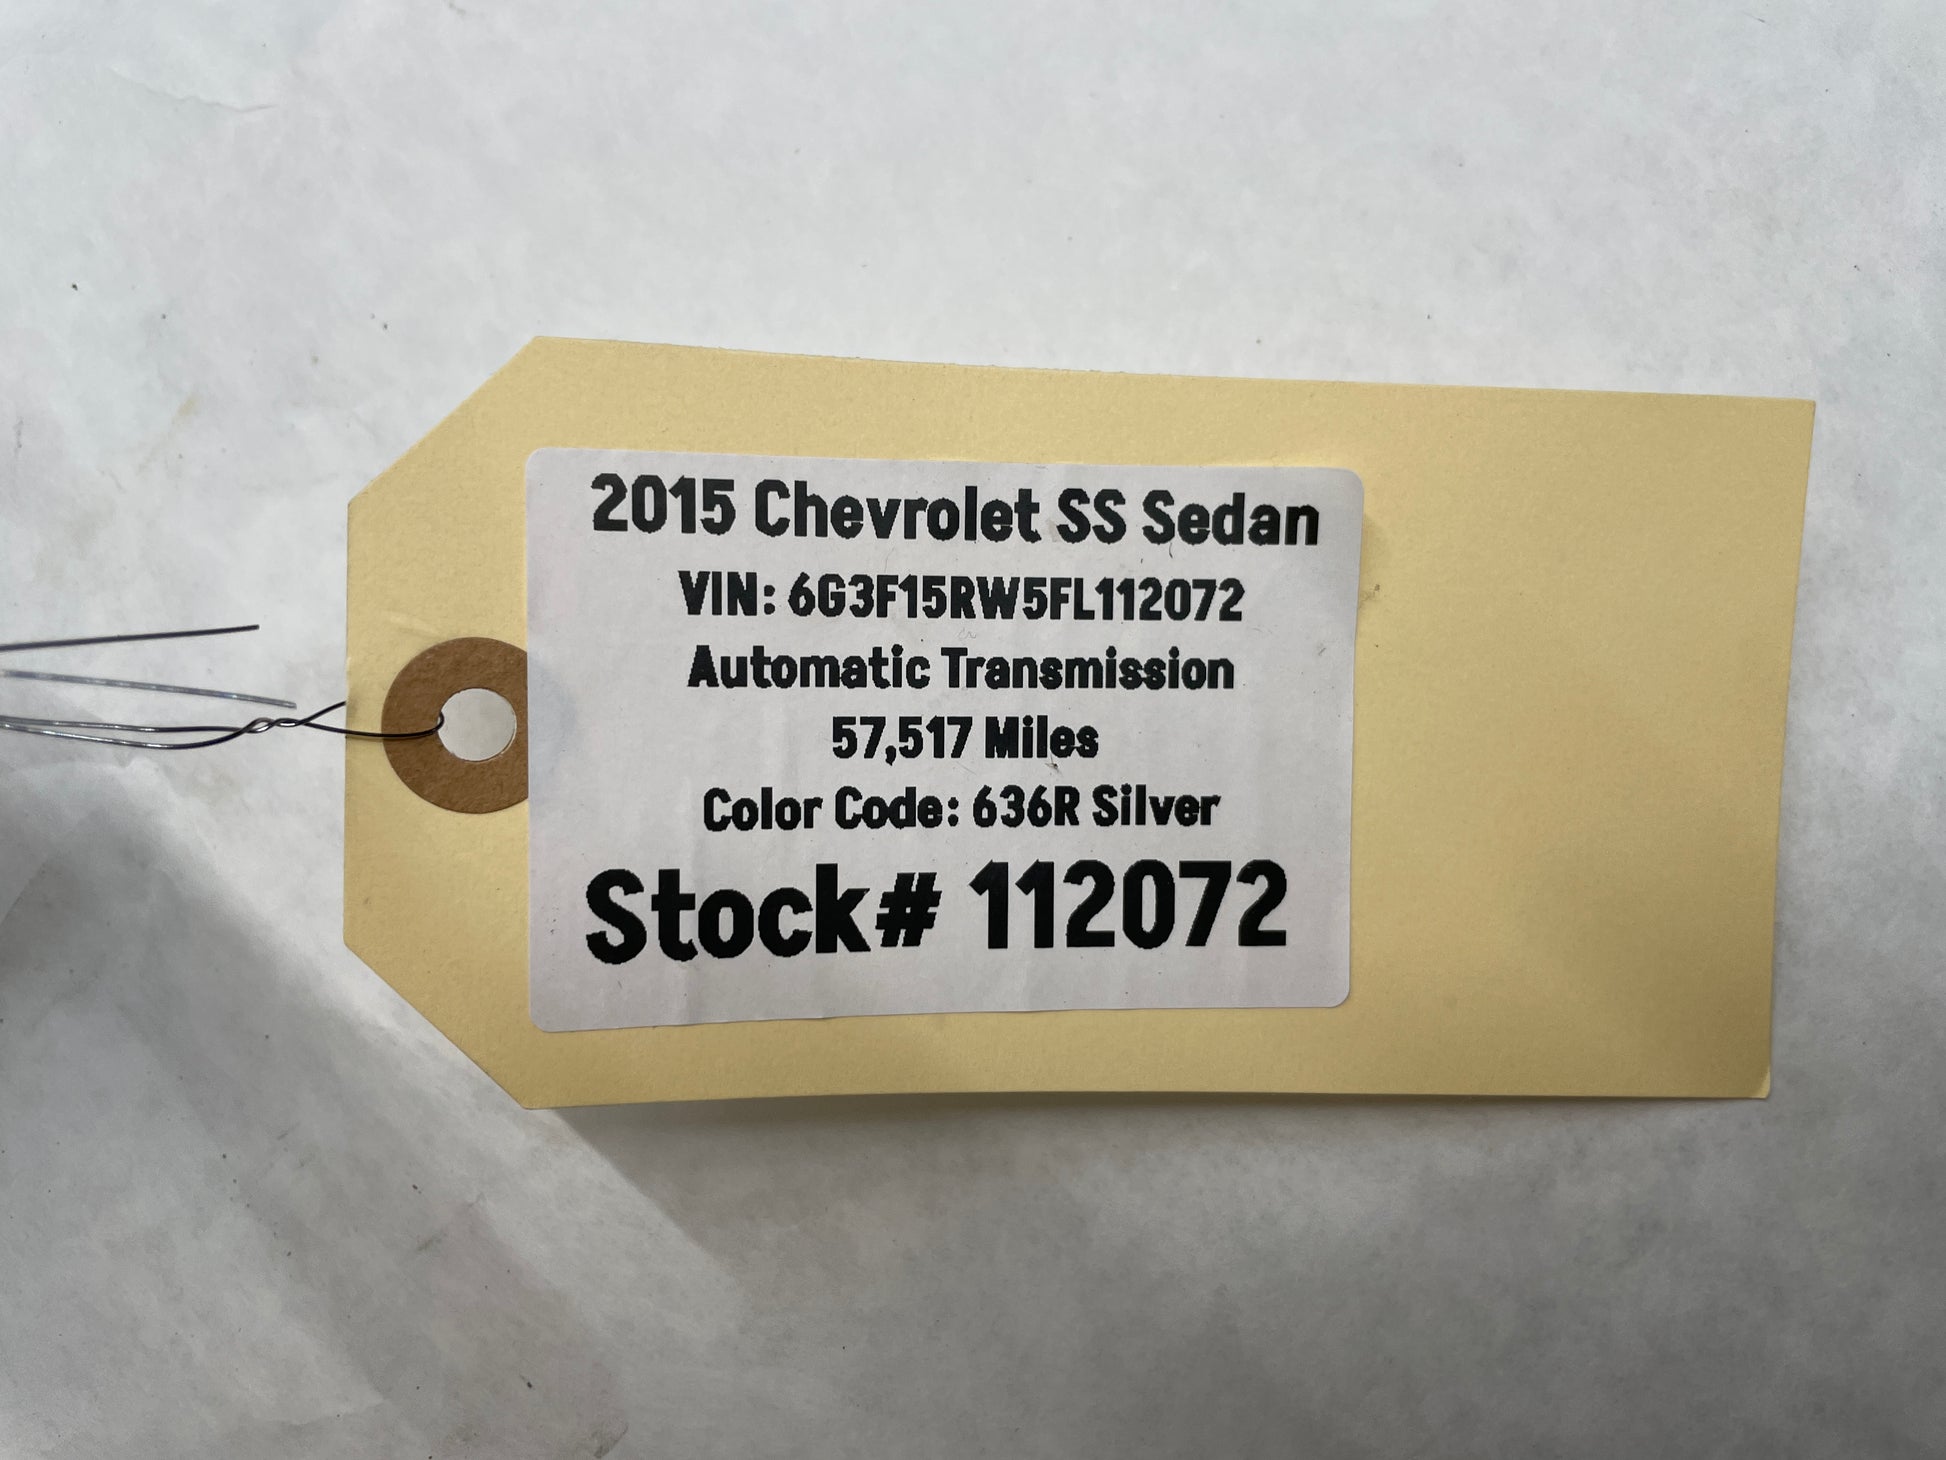 2015 Chevrolet SS Sedan
VIN: 6G3F15RW5FL112072
Automatic Transmission
57,517 Miles
Color Code: 636R Silver
Stock# 112072